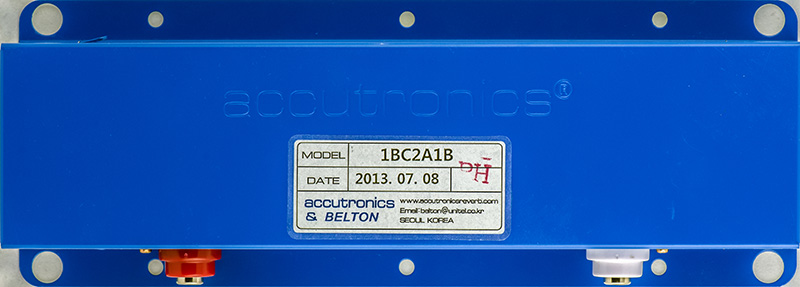 accutronics®
MODEL 1BC2A1B
DATE 2013. 07. 08
accutronics www.accutronicsreverb.com
& BELTON Email:belton@unitel.co.kr
SEOUL KOREA